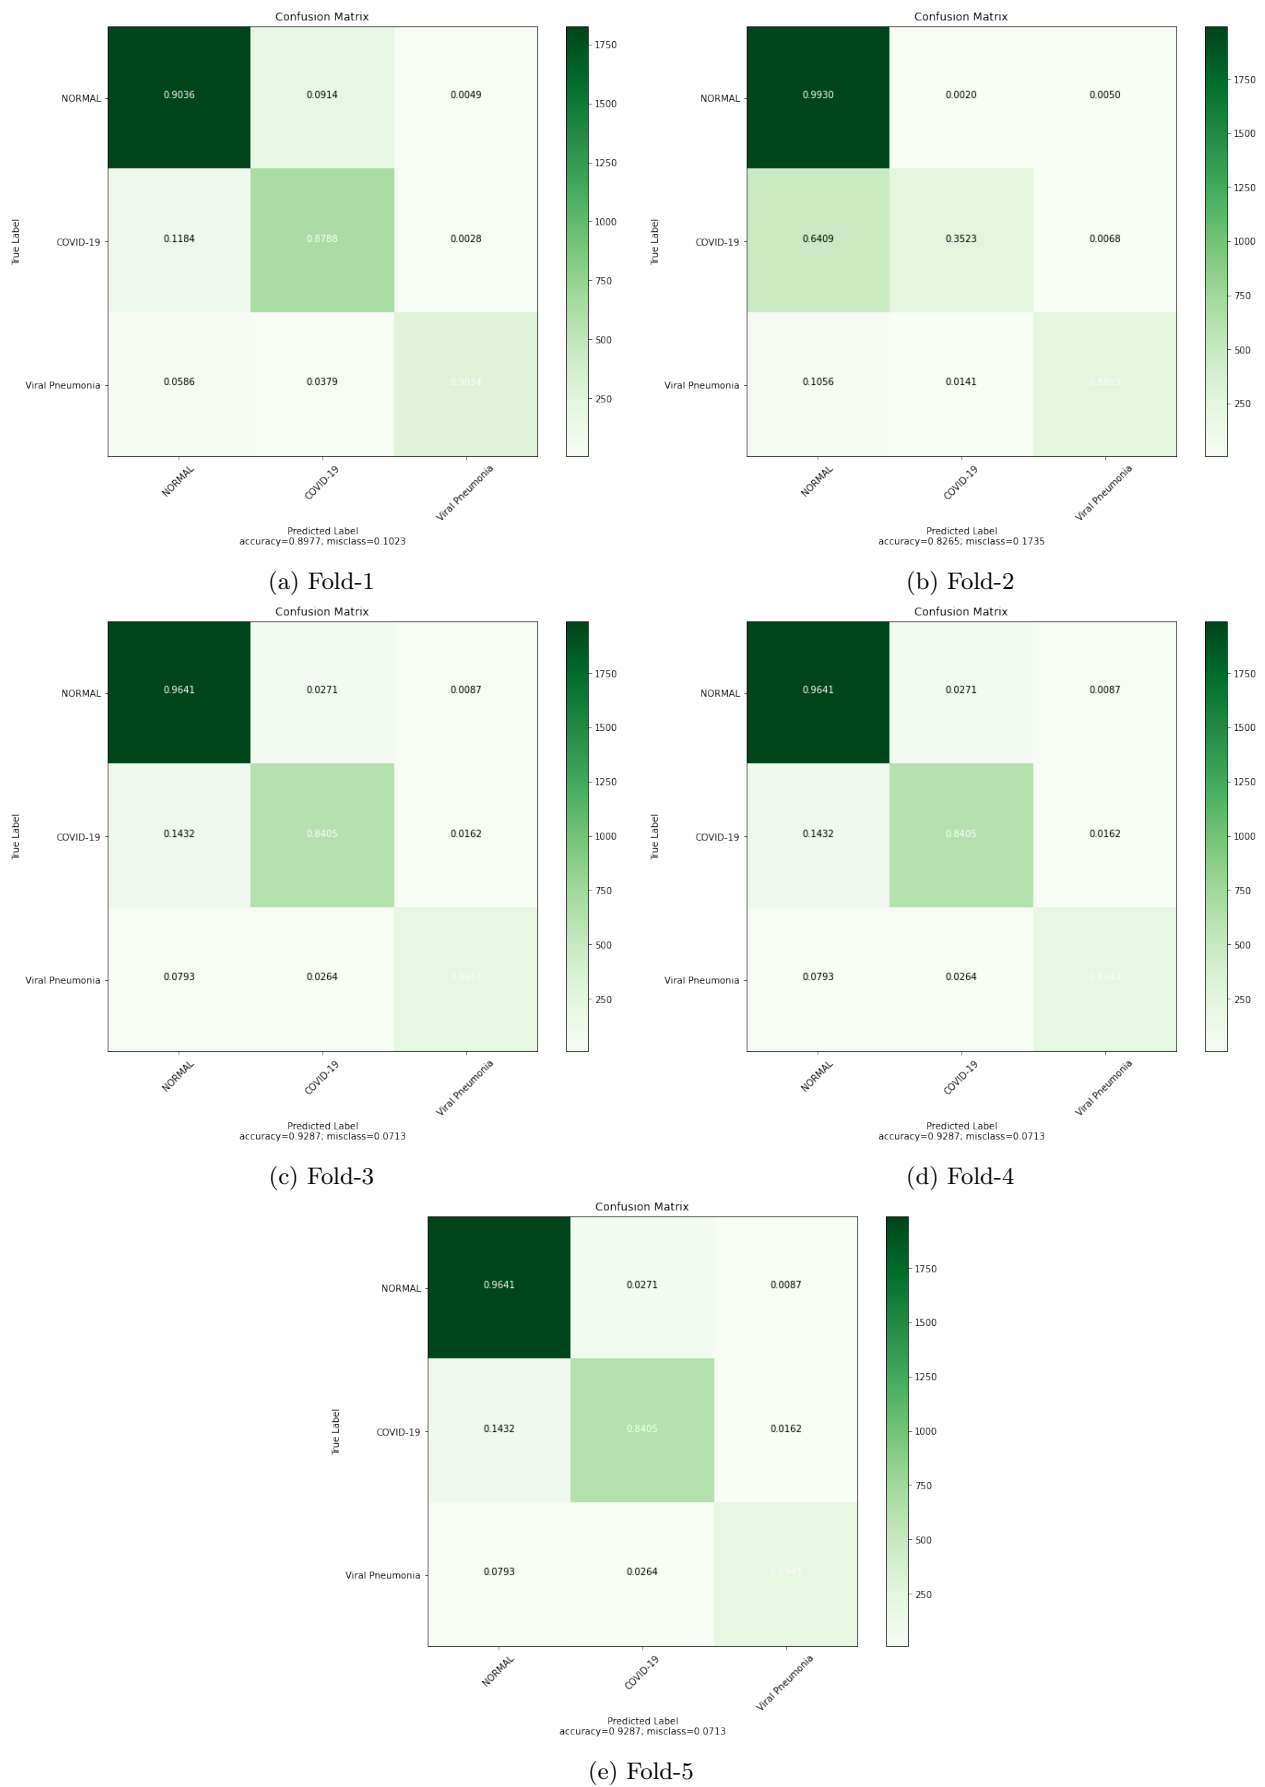 Confusion Matrix
NORMAL 0.9036 0.0914 0.0049
COVID-19 0.1184 0.8788 0.0028
Viral Pneumonia 0.0586 0.0379 0.9034
True Label
NORMAL COVID-19 Viral Pneumonia
Predicted Label
accuracy=0.8977; misclass=0.1023
1750
1500
1250
1000
750
500
250
(a) Fold-1
Confusion Matrix
NORMAL 0.9930 0.0020 0.0050
COVID-19 0.6409 0.3523 0.0068
Viral Pneumonia 0.1056 0.0141 0.8803
True Label
NORMAL COVID-19 Viral Pneumonia
Predicted Label
accuracy=0.8265; misclass=0.1735
1750
1500
1250
1000
750
500
250
(b) Fold-2
Confusion Matrix
NORMAL 0.9641 0.0271 0.0087
COVID-19 0.1432 0.8405 0.0162
Viral Pneumonia 0.0793 0.0264 0.8943
True Label
NORMAL COVID-19 Viral Pneumonia
Predicted Label
accuracy=0.9287; misclass=0.0713
1750
1500
1250
1000
750
500
250
(c) Fold-3
Confusion Matrix
NORMAL 0.9641 0.0271 0.0087
COVID-19 0.1432 0.8405 0.0162
Viral Pneumonia 0.0793 0.0264 0.8943
True Label
NORMAL COVID-19 Viral Pneumonia
Predicted Label
accuracy=0.9287; misclass=0.0713
1750
1500
1250
1000
750
500
250
(d) Fold-4
Confusion Matrix
NORMAL 0.9641 0.0271 0.0087
COVID-19 0.1432 0.8405 0.0162
Viral Pneumonia 0.0793 0.0264 0.8943
True Label
NORMAL COVID-19 Viral Pneumonia
Predicted Label
accuracy=0.9287; misclass=0.0713
1750
1500
1250
1000
750
500
250
(e) Fold-5